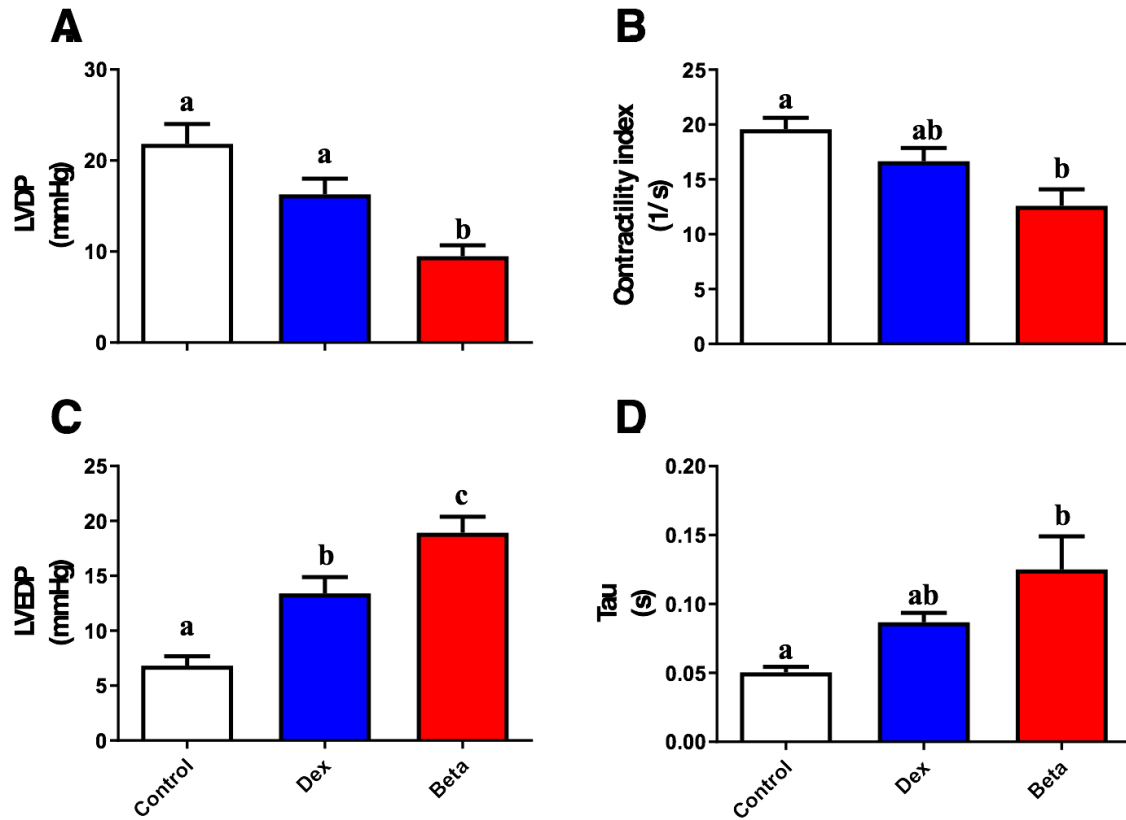 A
30
20
10
0
LVDP
(mmHg)
a
a
b
B
25
20
15
10
5
0
Contractility index
(1/s)
a
ab
b
C
25
20
15
10
5
0
LVEDP
(mmHg)
a
b
c
Control
Dex
Beta
D
0.20
0.15
0.10
0.05
0.00
Tau
(s)
a
ab
b
Control
Dex
Beta